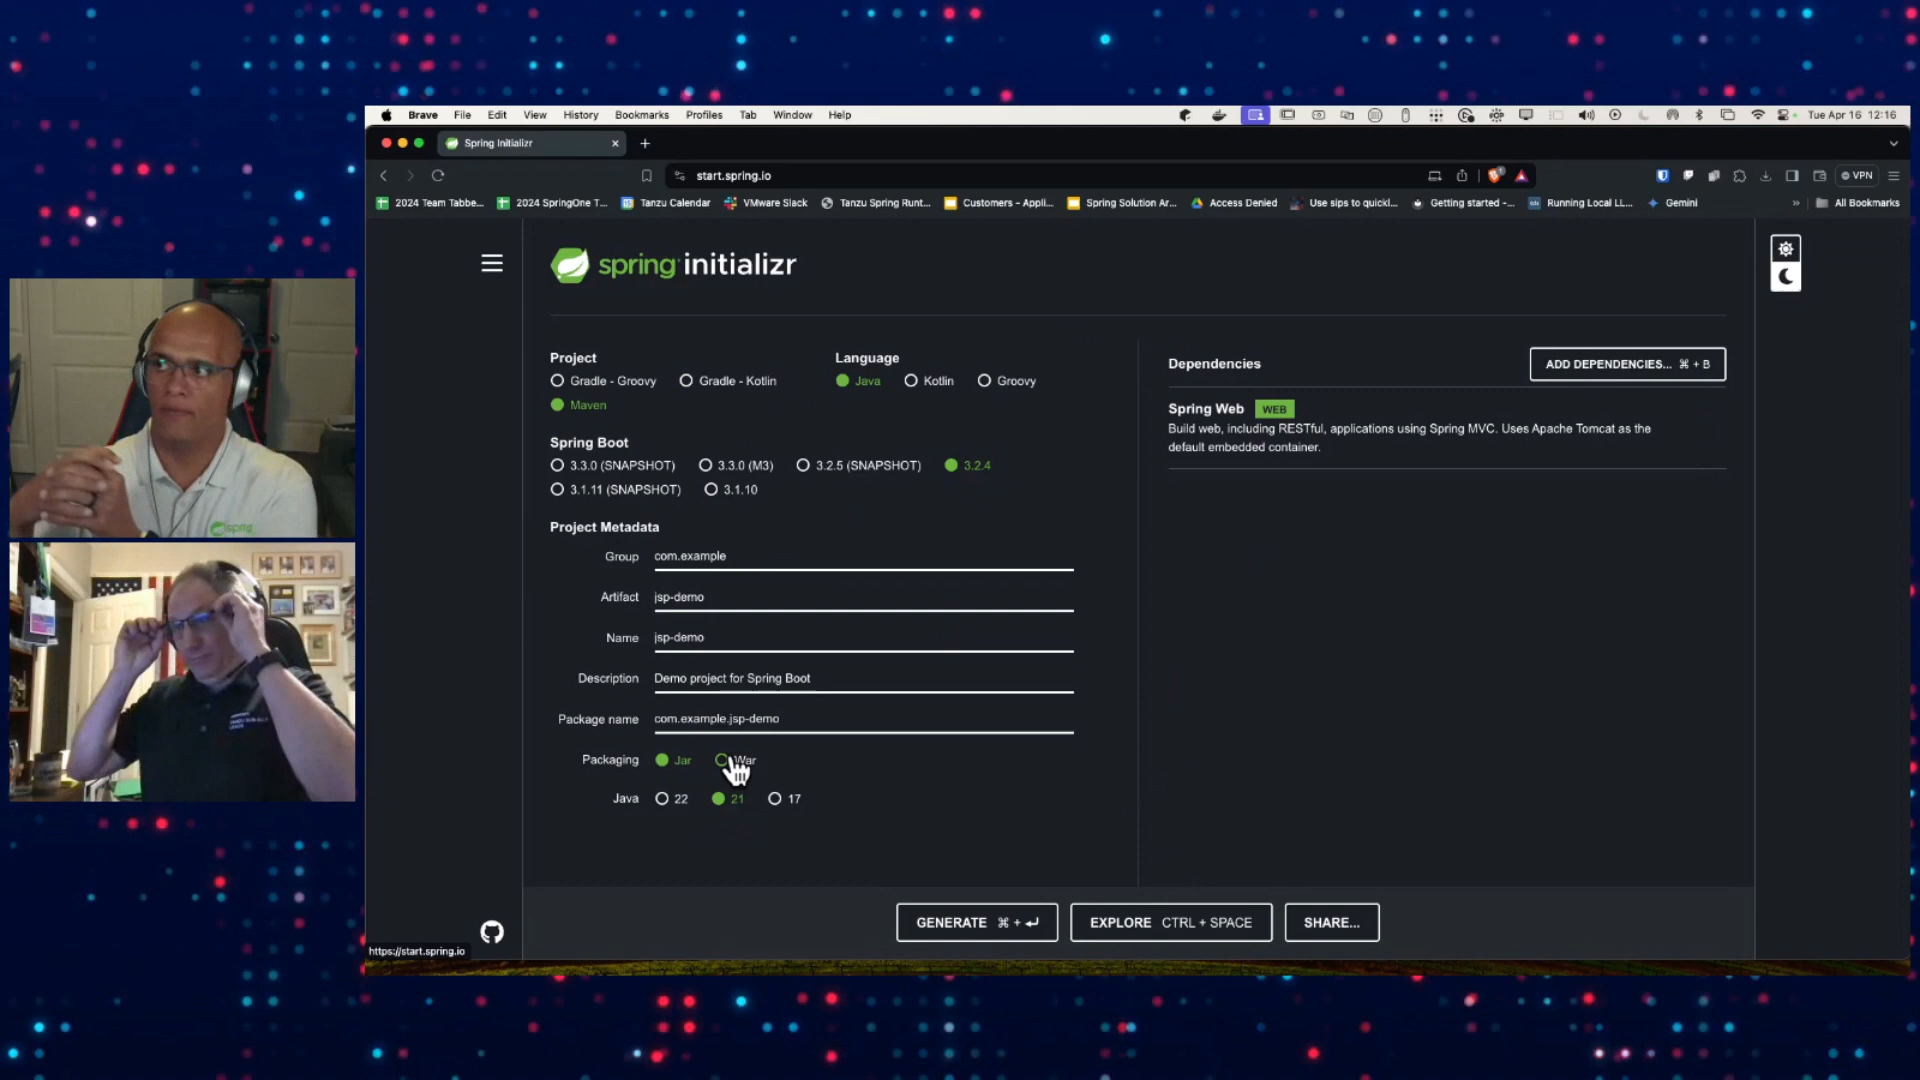 Brave File Edit View History Bookmarks Profiles Tab Window Help
Tue Apr 16 12:16
Spring Initializr
start.spring.io
VPN
2024 Team Tabbe... 2024 SpringOne T... Tanzu Calendar VMware Slack Tanzu Spring Runt... Customers - Appli... Spring Solution Ar... Access Denied Use sips to quickl... Getting started -... Running Local LL... Gemini » All Bookmarks
spring initializr
Project
Gradle - Groovy Gradle - Kotlin
Maven
Language
Java Kotlin Groovy
Spring Boot
3.3.0 (SNAPSHOT) 3.3.0 (M3) 3.2.5 (SNAPSHOT) 3.2.4
3.1.11 (SNAPSHOT) 3.1.10
Project Metadata
Group com.example
Artifact jsp-demo
Name jsp-demo
Description Demo project for Spring Boot
Package name com.example.jsp-demo
Packaging Jar War
Java 22 21 17
Dependencies
ADD DEPENDENCIES... ⌘ + B
Spring Web WEB
Build web, including RESTful, applications using Spring MVC. Uses Apache Tomcat as the
default embedded container.
GENERATE ⌘ + ↵ EXPLORE CTRL + SPACE SHARE...
https://start.spring.io
spring